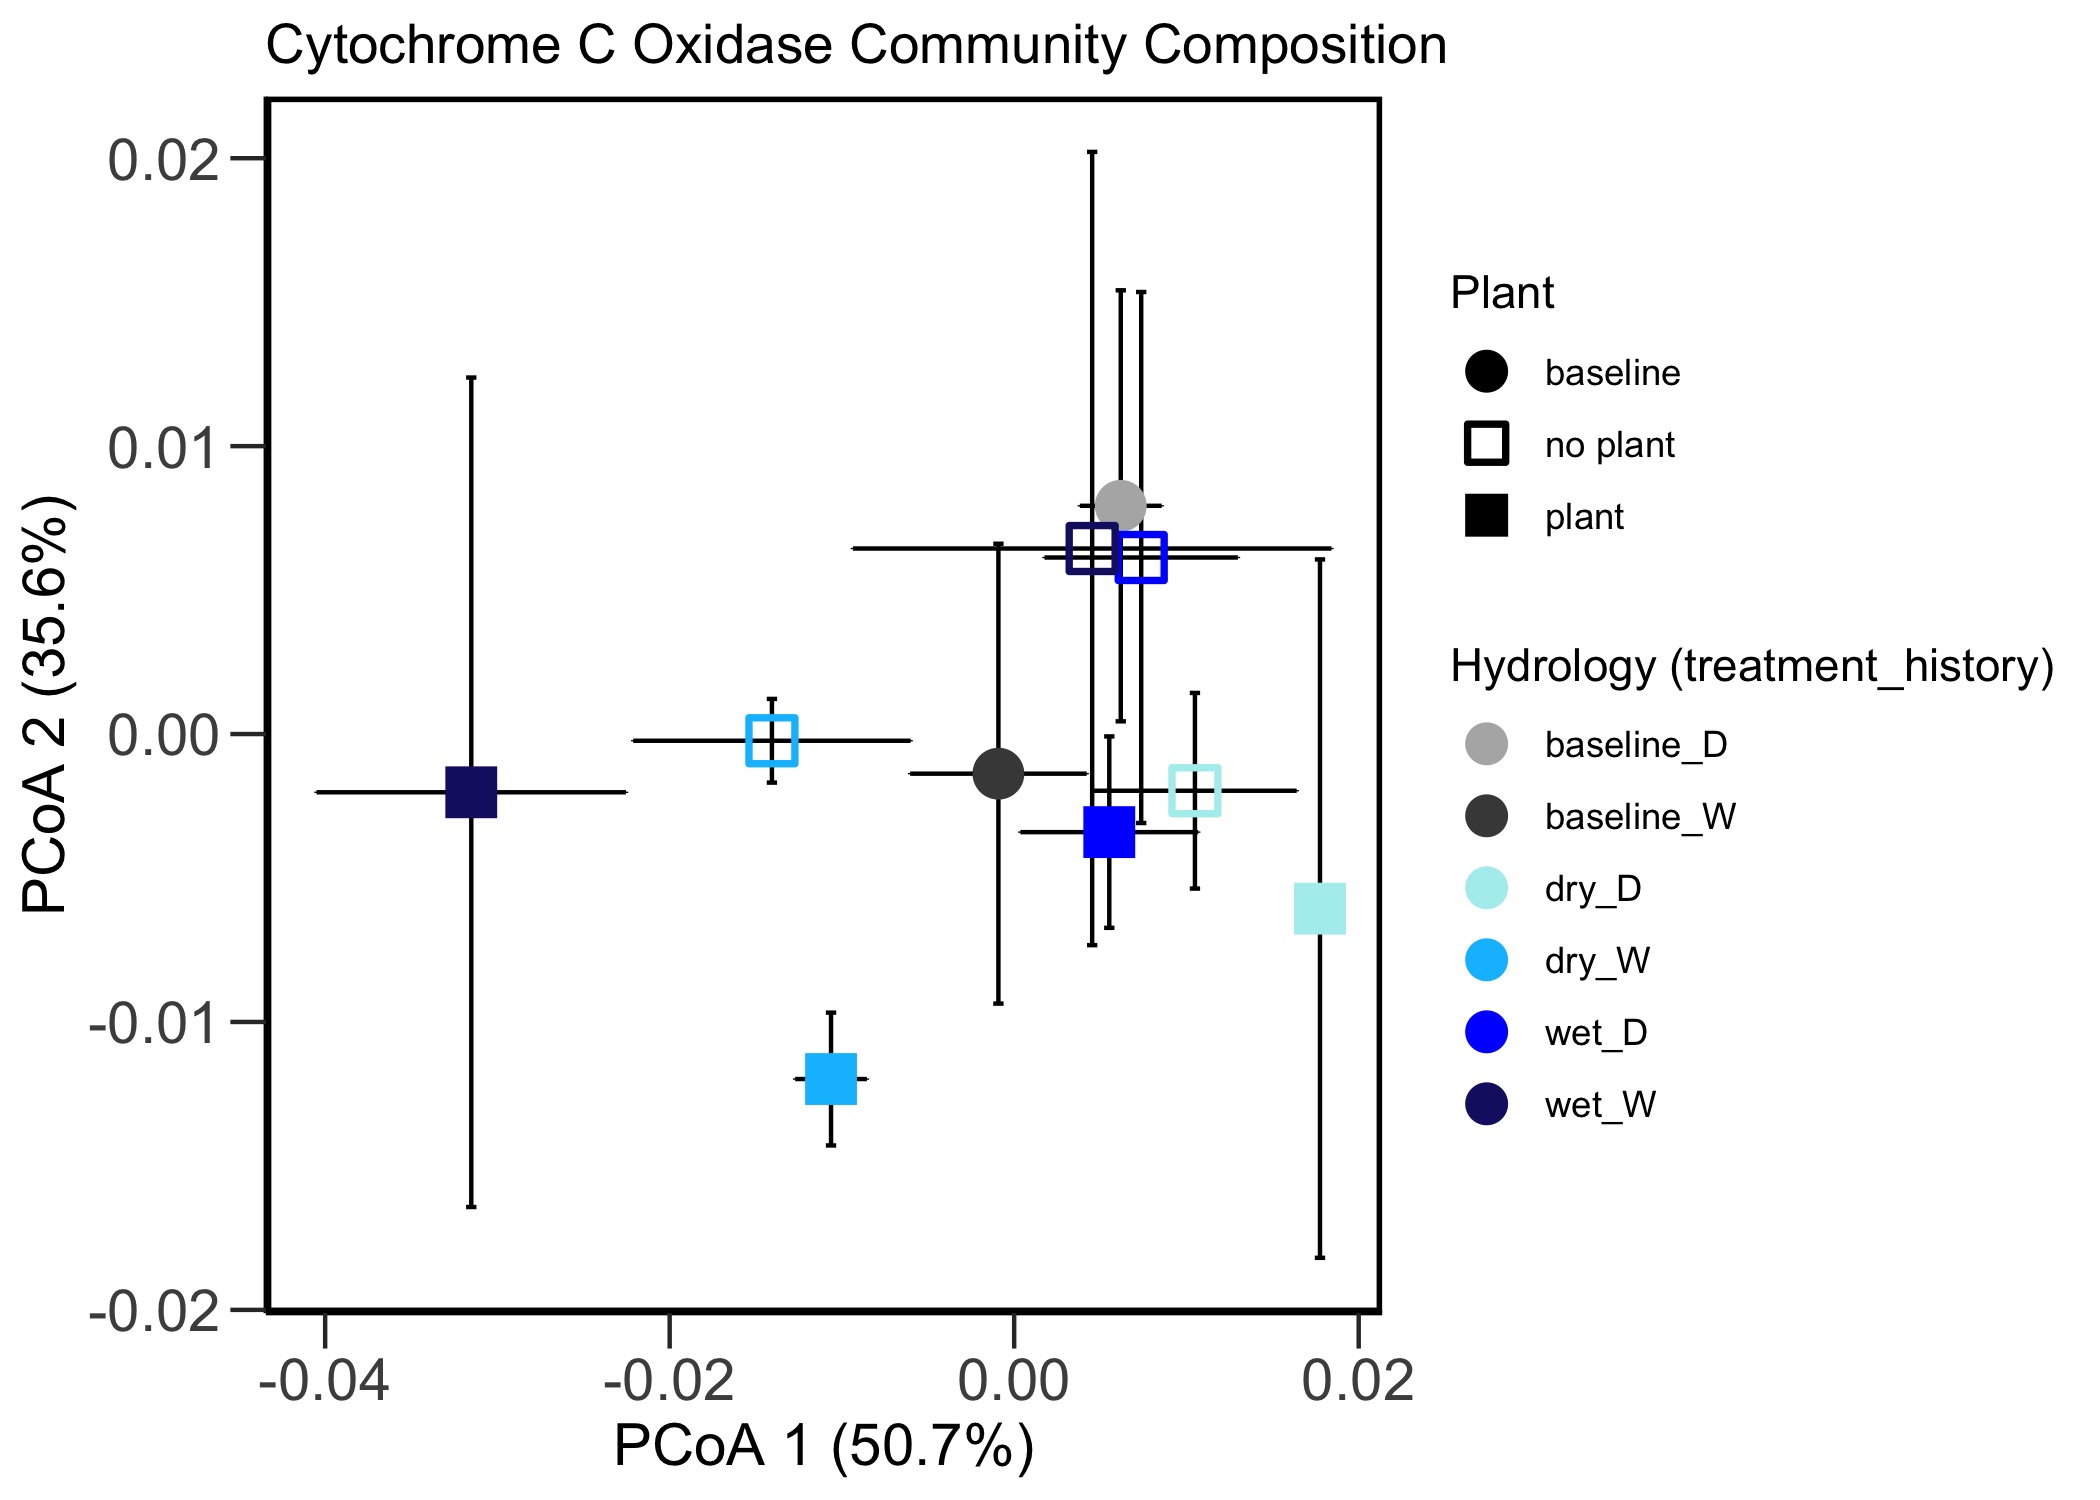 Cytochrome C Oxidase Community Composition
0.02
0.01
0.00
-0.01
-0.02
PCoA 2 (35.6%)
-0.04
-0.02
0.00
0.02
PCoA 1 (50.7%)
Plant
baseline
no plant
plant
Hydrology (treatment_history)
baseline_D
baseline_W
dry_D
dry_W
wet_D
wet_W